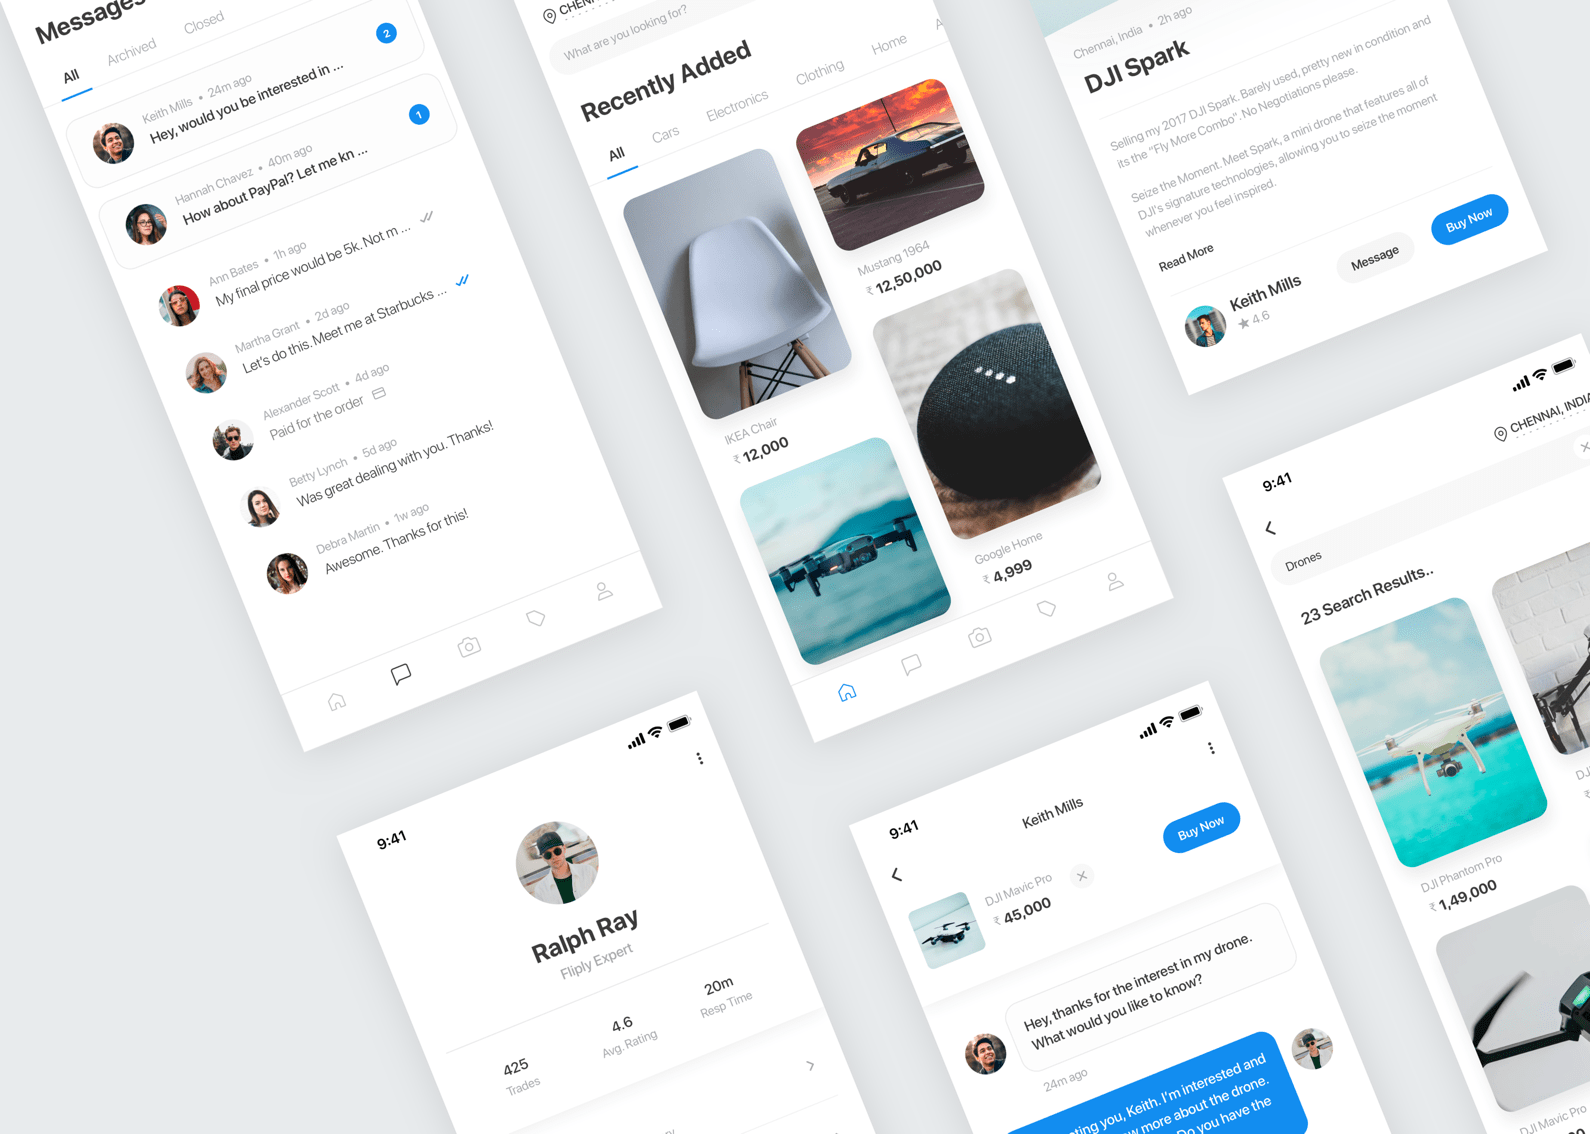 Messages
All
Archived
Closed
Keith Mills • 24m ago
Hey, would you be interested in ...
2
Hannah Chavez • 40m ago
How about PayPal? Let me kn ...
1
Ann Bates • 1h ago
My final price would be 5k. Not m ...
Martha Grant • 2d ago
Let's do this. Meet me at Starbucks ...
Alexander Scott • 4d ago
Paid for the order
Betty Lynch • 5d ago
Was great dealing with you. Thanks!
Debra Martin • 1w ago
Awesome. Thanks for this!
What are you looking for?
Recently Added
All
Cars
Electronics
Clothing
Home
Mustang 1964
₹ 12,50,000
IKEA Chair
₹ 12,000
Google Home
₹ 4,999
Chennai, India • 2h ago
DJI Spark
Selling my 2017 DJI Spark. Barely used, pretty new in condition and
its the “Fly More Combo”.No Negotiations please.
Seize the Moment. Meet Spark, a mini drone that features all of
DJI's signature technologies, allowing you to seize the moment
whenever you feel inspired.
Read More
Keith Mills
4.6
Message
Buy Now
9:41
CHENNAI, INDIA
Drones
23 Search Results..
DJI Phantom Pro
₹ 1,49,000
DJI Mavic Pro
9:41
Ralph Ray
Fliply Expert
425
Trades
4.6
Avg. Rating
20m
Resp Time
9:41
Keith Mills
Buy Now
DJI Mavic Pro
₹ 45,000
Hey, thanks for the interest in my drone.
What would you like to know?
24m ago
you, Keith. I'm interested and
more about the drone.
Do you have the